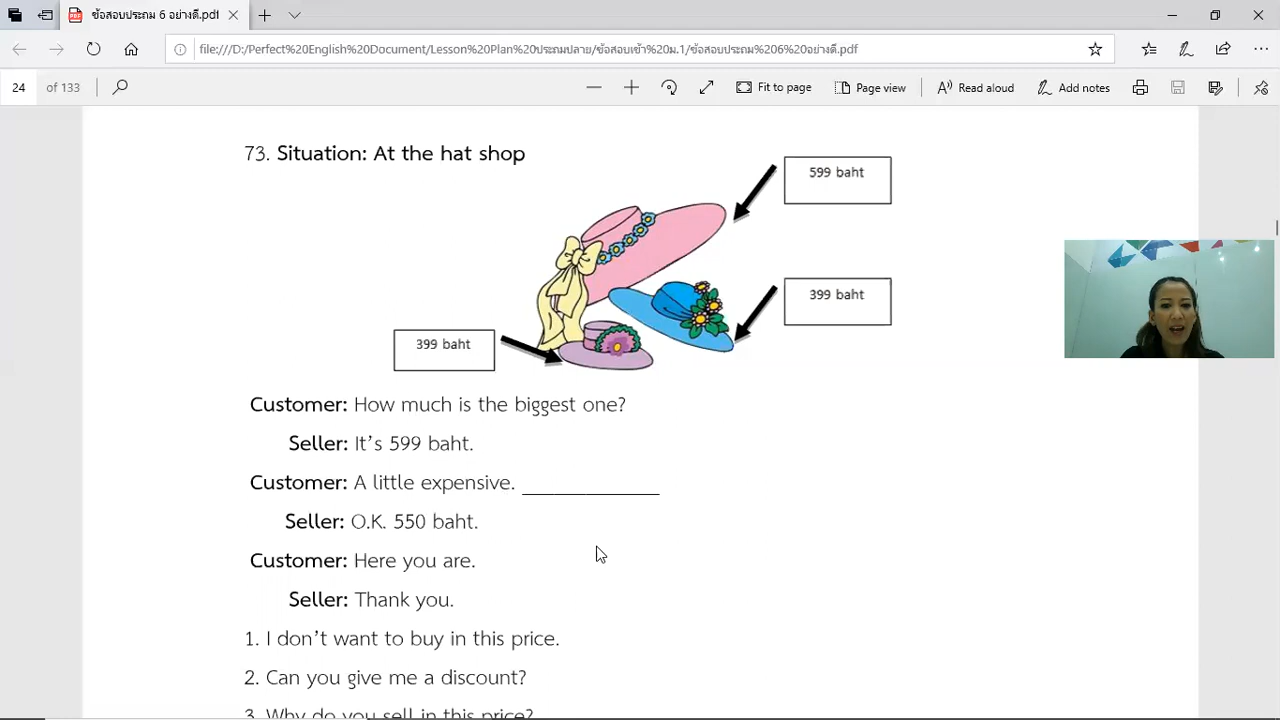 ข้อสอบประถม 6 อย่างดี.pdf
file:///D:/Perfect%20English%20Document/Lesson%20Plan%20ประถมปลาย/ข้อสอบเข้า%20ม.1/ข้อสอบประถม%206%20อย่างดี.pdf
24 of 133
Fit to page
Page view
Read aloud
Add notes
73. Situation: At the hat shop
599 baht
399 baht
399 baht
Customer: How much is the biggest one?
Seller: It’s 599 baht.
Customer: A little expensive. ______________
Seller: O.K. 550 baht.
Customer: Here you are.
Seller: Thank you.
1. I don’t want to buy in this price.
2. Can you give me a discount?
3. Why do you sell in this price?